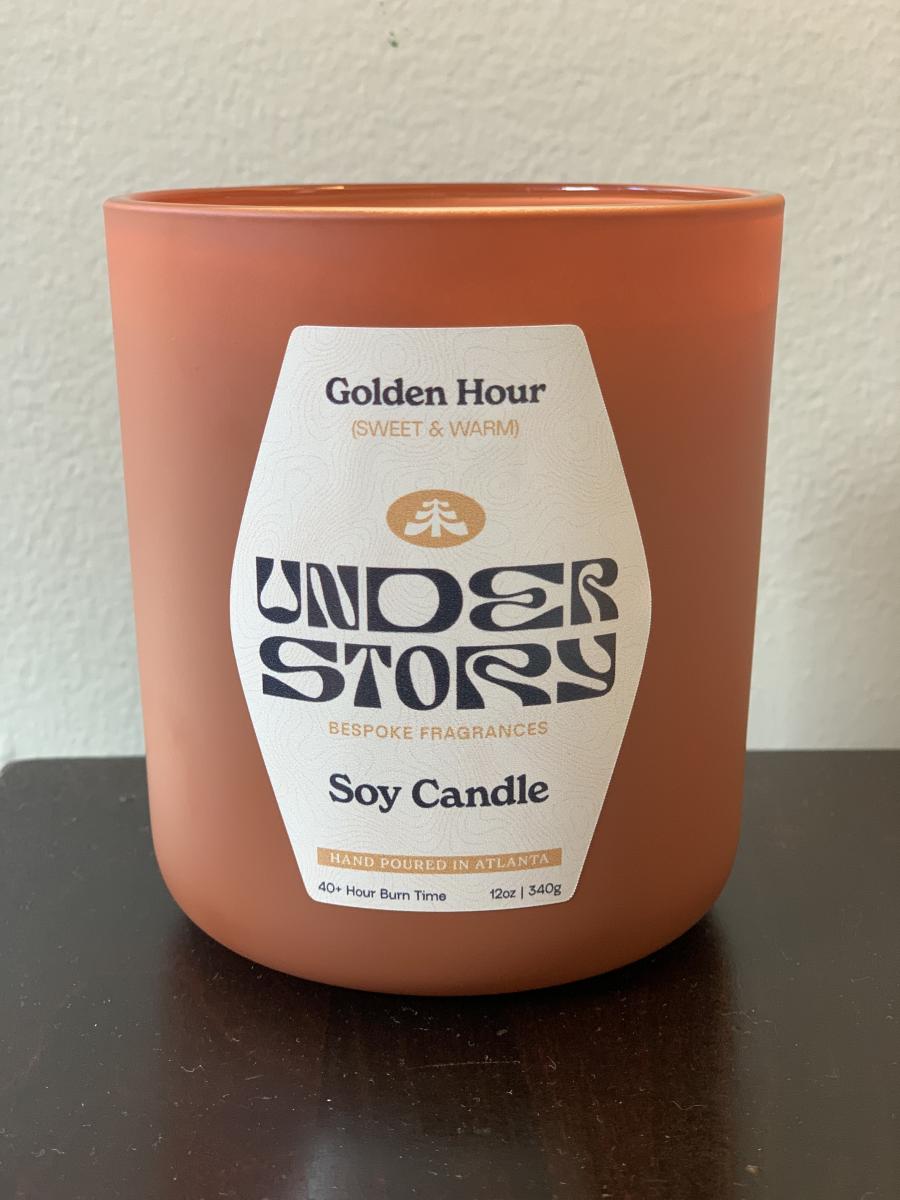 Golden Hour
(SWEET & WARM)
UNDER
STORY
BESPOKE FRAGRANCES
Soy Candle
HAND POURED IN ATLANTA
40+ Hour Burn Time 12oz | 340g